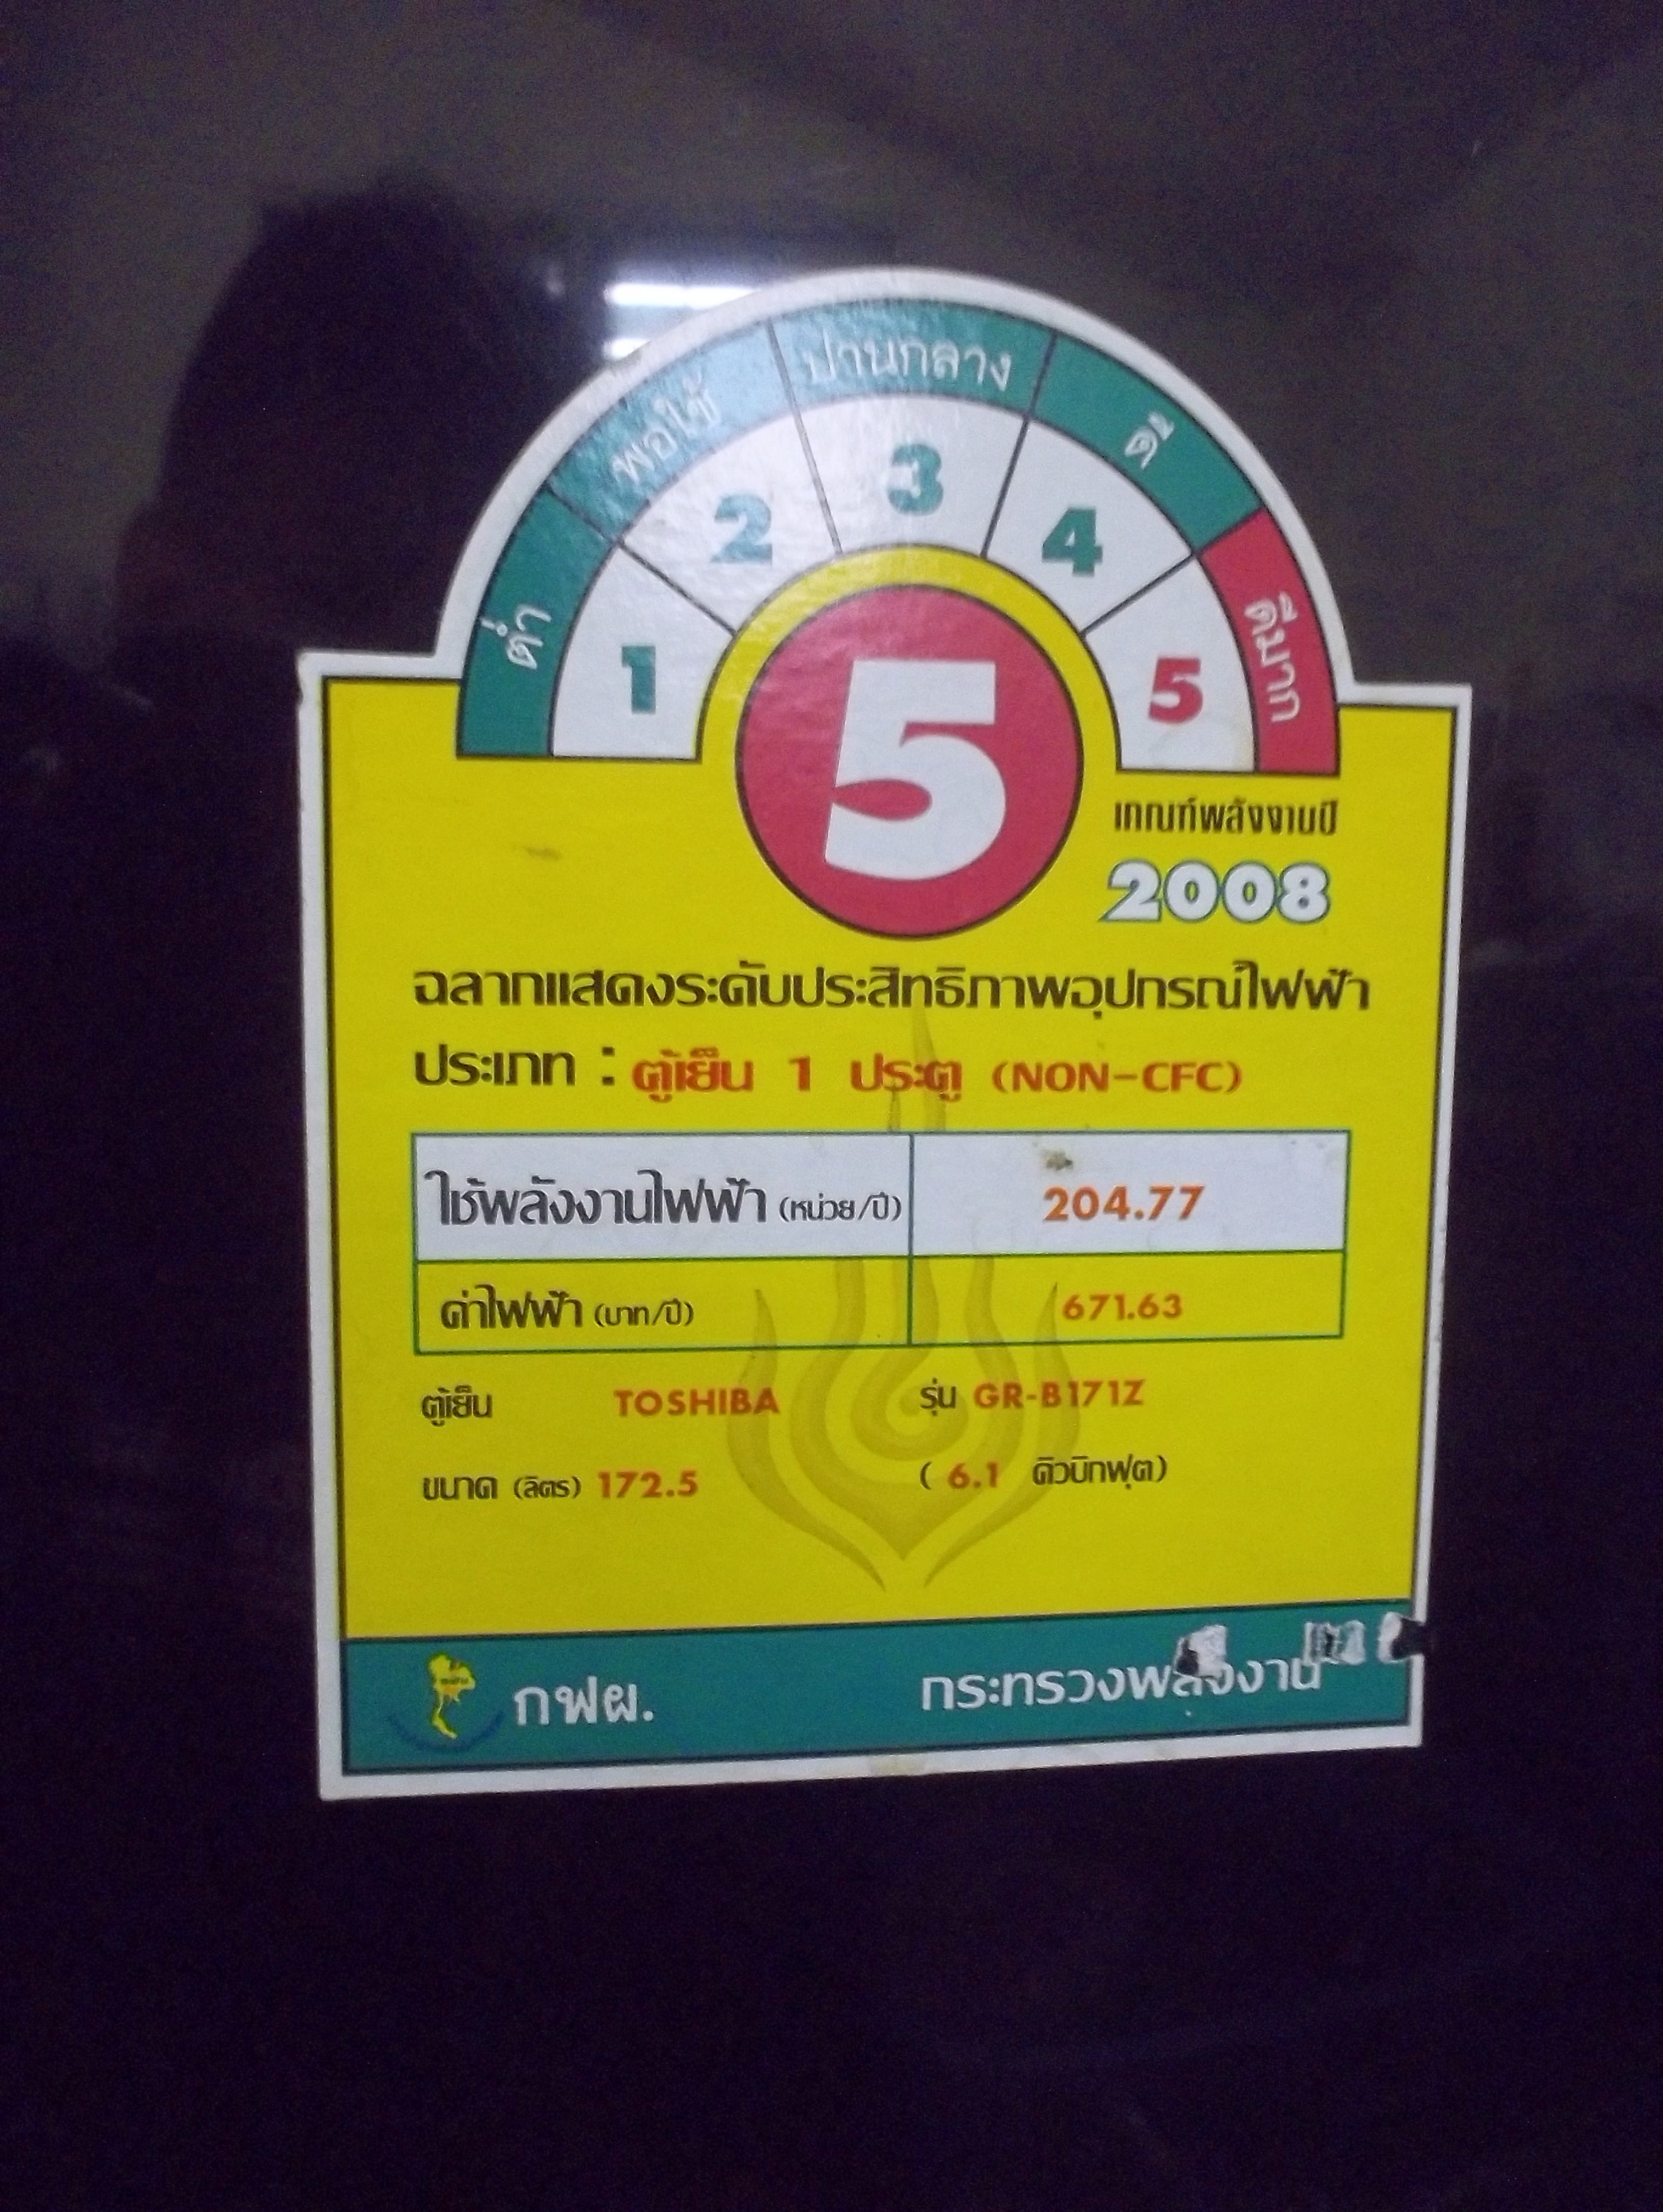 ต่ำ พอใช้ ปานกลาง ดี ดีมาก
1 2 3 4 5
5
เกณฑ์พลังงานปี
2008
ฉลากแสดงระดับประสิทธิภาพอุปกรณ์ไฟฟ้า
ประเภท : ตู้เย็น 1 ประตู (NON-CFC)
ใช้พลังงานไฟฟ้า (หน่วย/ปี) 204.77
ค่าไฟฟ้า (บาท/ปี) 671.63
ตู้เย็น TOSHIBA รุ่น GR-B171Z
ขนาด (ลิตร) 172.5 ( 6.1 คิวบิกฟุต)
กฟผ. กระทรวงพลังงาน